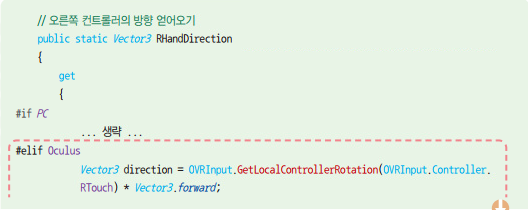 // 오른쪽 컨트롤러의 방향 얻어오기
public static Vector3 RHandDirection
{
get
{
#if PC
... 생략 ...
#elif Oculus
Vector3 direction = OVRInput.GetLocalControllerRotation(OVRInput.Controller.
RTouch) * Vector3.forward;